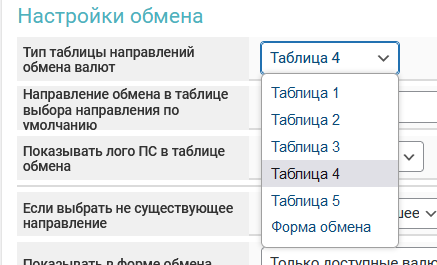 Настройки обмена
Тип таблицы направлений
обмена валют
Таблица 4
Таблица 1
Таблица 2
Таблица 3
Таблица 4
Таблица 5
Форма обмена
Направление обмена в таблице
выбора направления по
умолчанию
Показывать лого ПС в таблице
обмена
Если выбрать не существующее
направление
Показывать в форме обмена
Только доступные